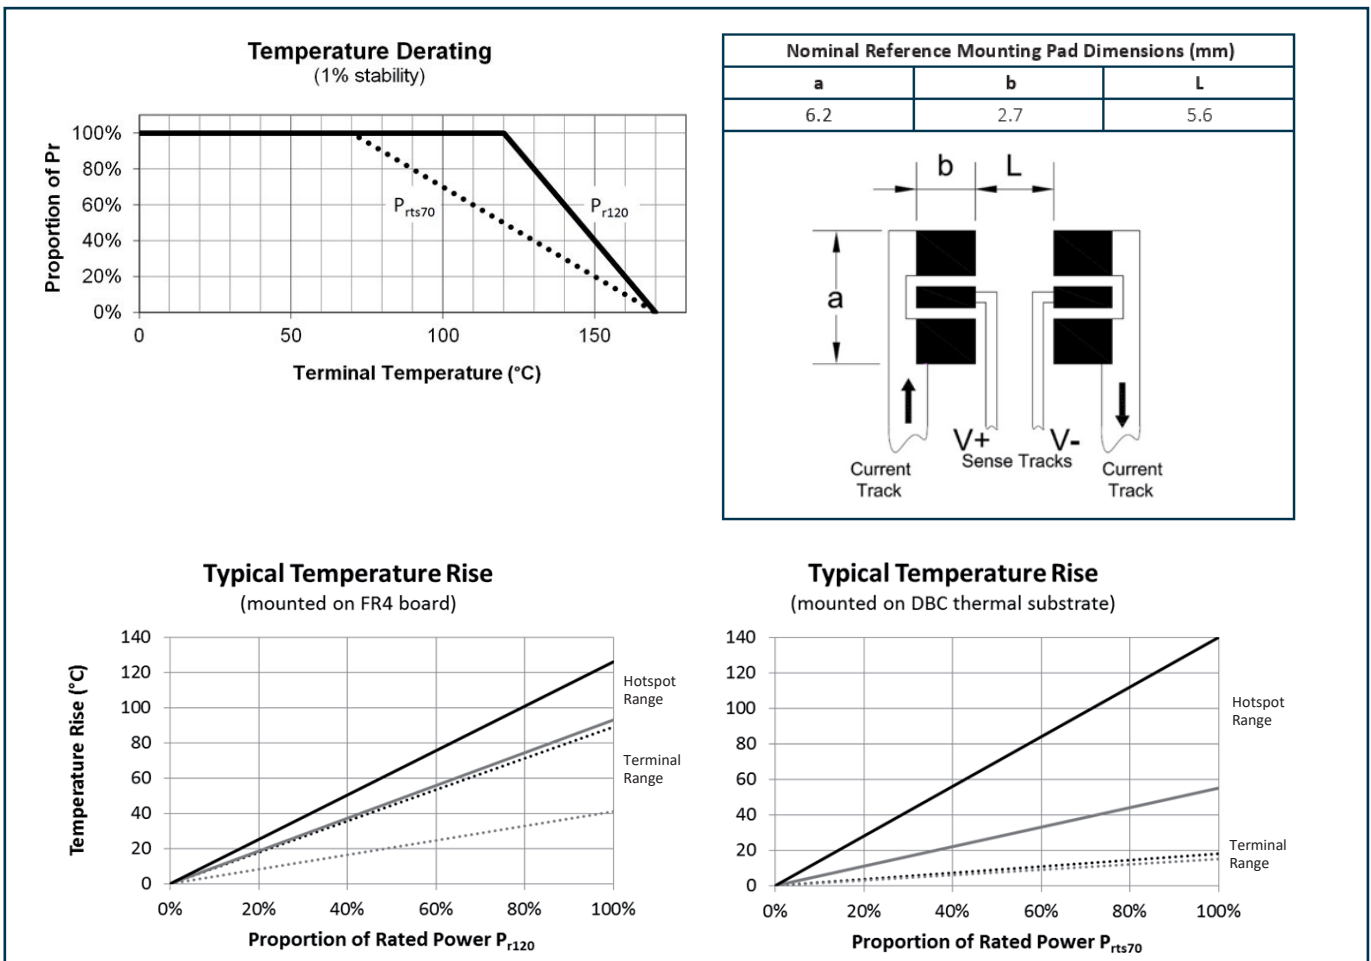 Temperature Derating
(1% stability)
Proportion of Pr
100%
80%
60%
40%
20%
0%
Prts70
Pr120
0 50 100 150
Terminal Temperature (°C)
Nominal Reference Mounting Pad Dimensions (mm)
a b L
6.2 2.7 5.6
b L
a
V+ V-
Sense Tracks
Current
Track
Current
Track
Typical Temperature Rise
(mounted on FR4 board)
Temperature Rise (°C)
140
120
100
80
60
40
20
0
Hotspot
Range
Terminal
Range
0% 20% 40% 60% 80% 100%
Proportion of Rated Power Pr120
Typical Temperature Rise
(mounted on DBC thermal substrate)
140
120
100
80
60
40
20
0
Hotspot
Range
Terminal
Range
0% 20% 40% 60% 80% 100%
Proportion of Rated Power Prts70